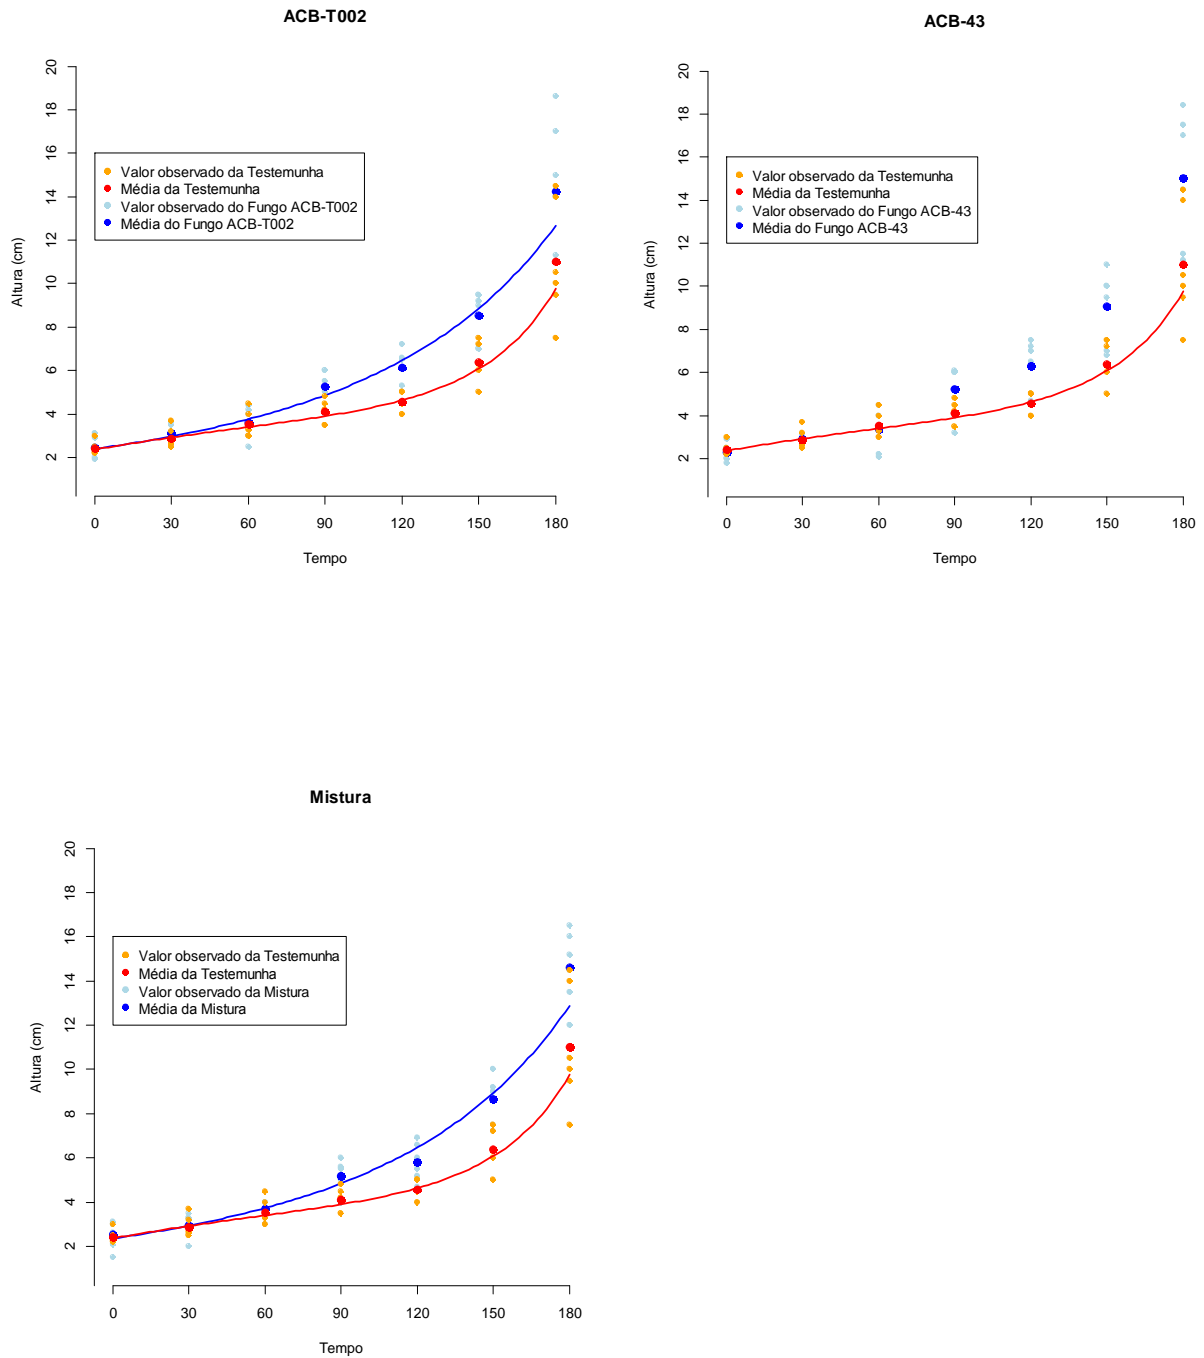 ACB-T002
Altura (cm)
20
18
16
14
12
10
8
6
4
2
Valor observado da Testemunha
Média da Testemunha
Valor observado do Fungo ACB-T002
Média do Fungo ACB-T002
0 30 60 90 120 150 180
Tempo
ACB-43
Altura (cm)
20
18
16
14
12
10
8
6
4
2
Valor observado da Testemunha
Média da Testemunha
Valor observado do Fungo ACB-43
Média do Fungo ACB-43
0 30 60 90 120 150 180
Tempo
Mistura
Altura (cm)
20
18
16
14
12
10
8
6
4
2
Valor observado da Testemunha
Média da Testemunha
Valor observado da Mistura
Média da Mistura
0 30 60 90 120 150 180
Tempo